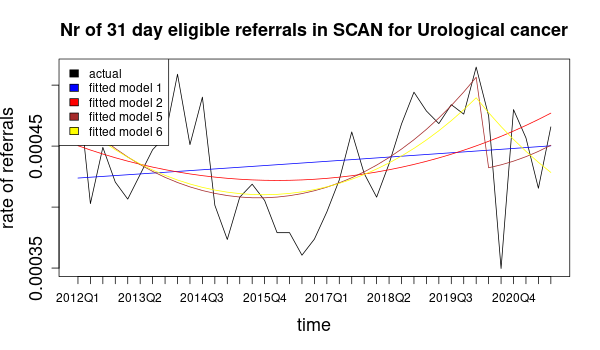 Nr of 31 day eligible referrals in SCAN for Urological cancer
actual
fitted model 1
fitted model 2
fitted model 5
fitted model 6
rate of referrals
0.00045
0.00035
2012Q1 2013Q2 2014Q3 2015Q4 2017Q1 2018Q2 2019Q3 2020Q4
time